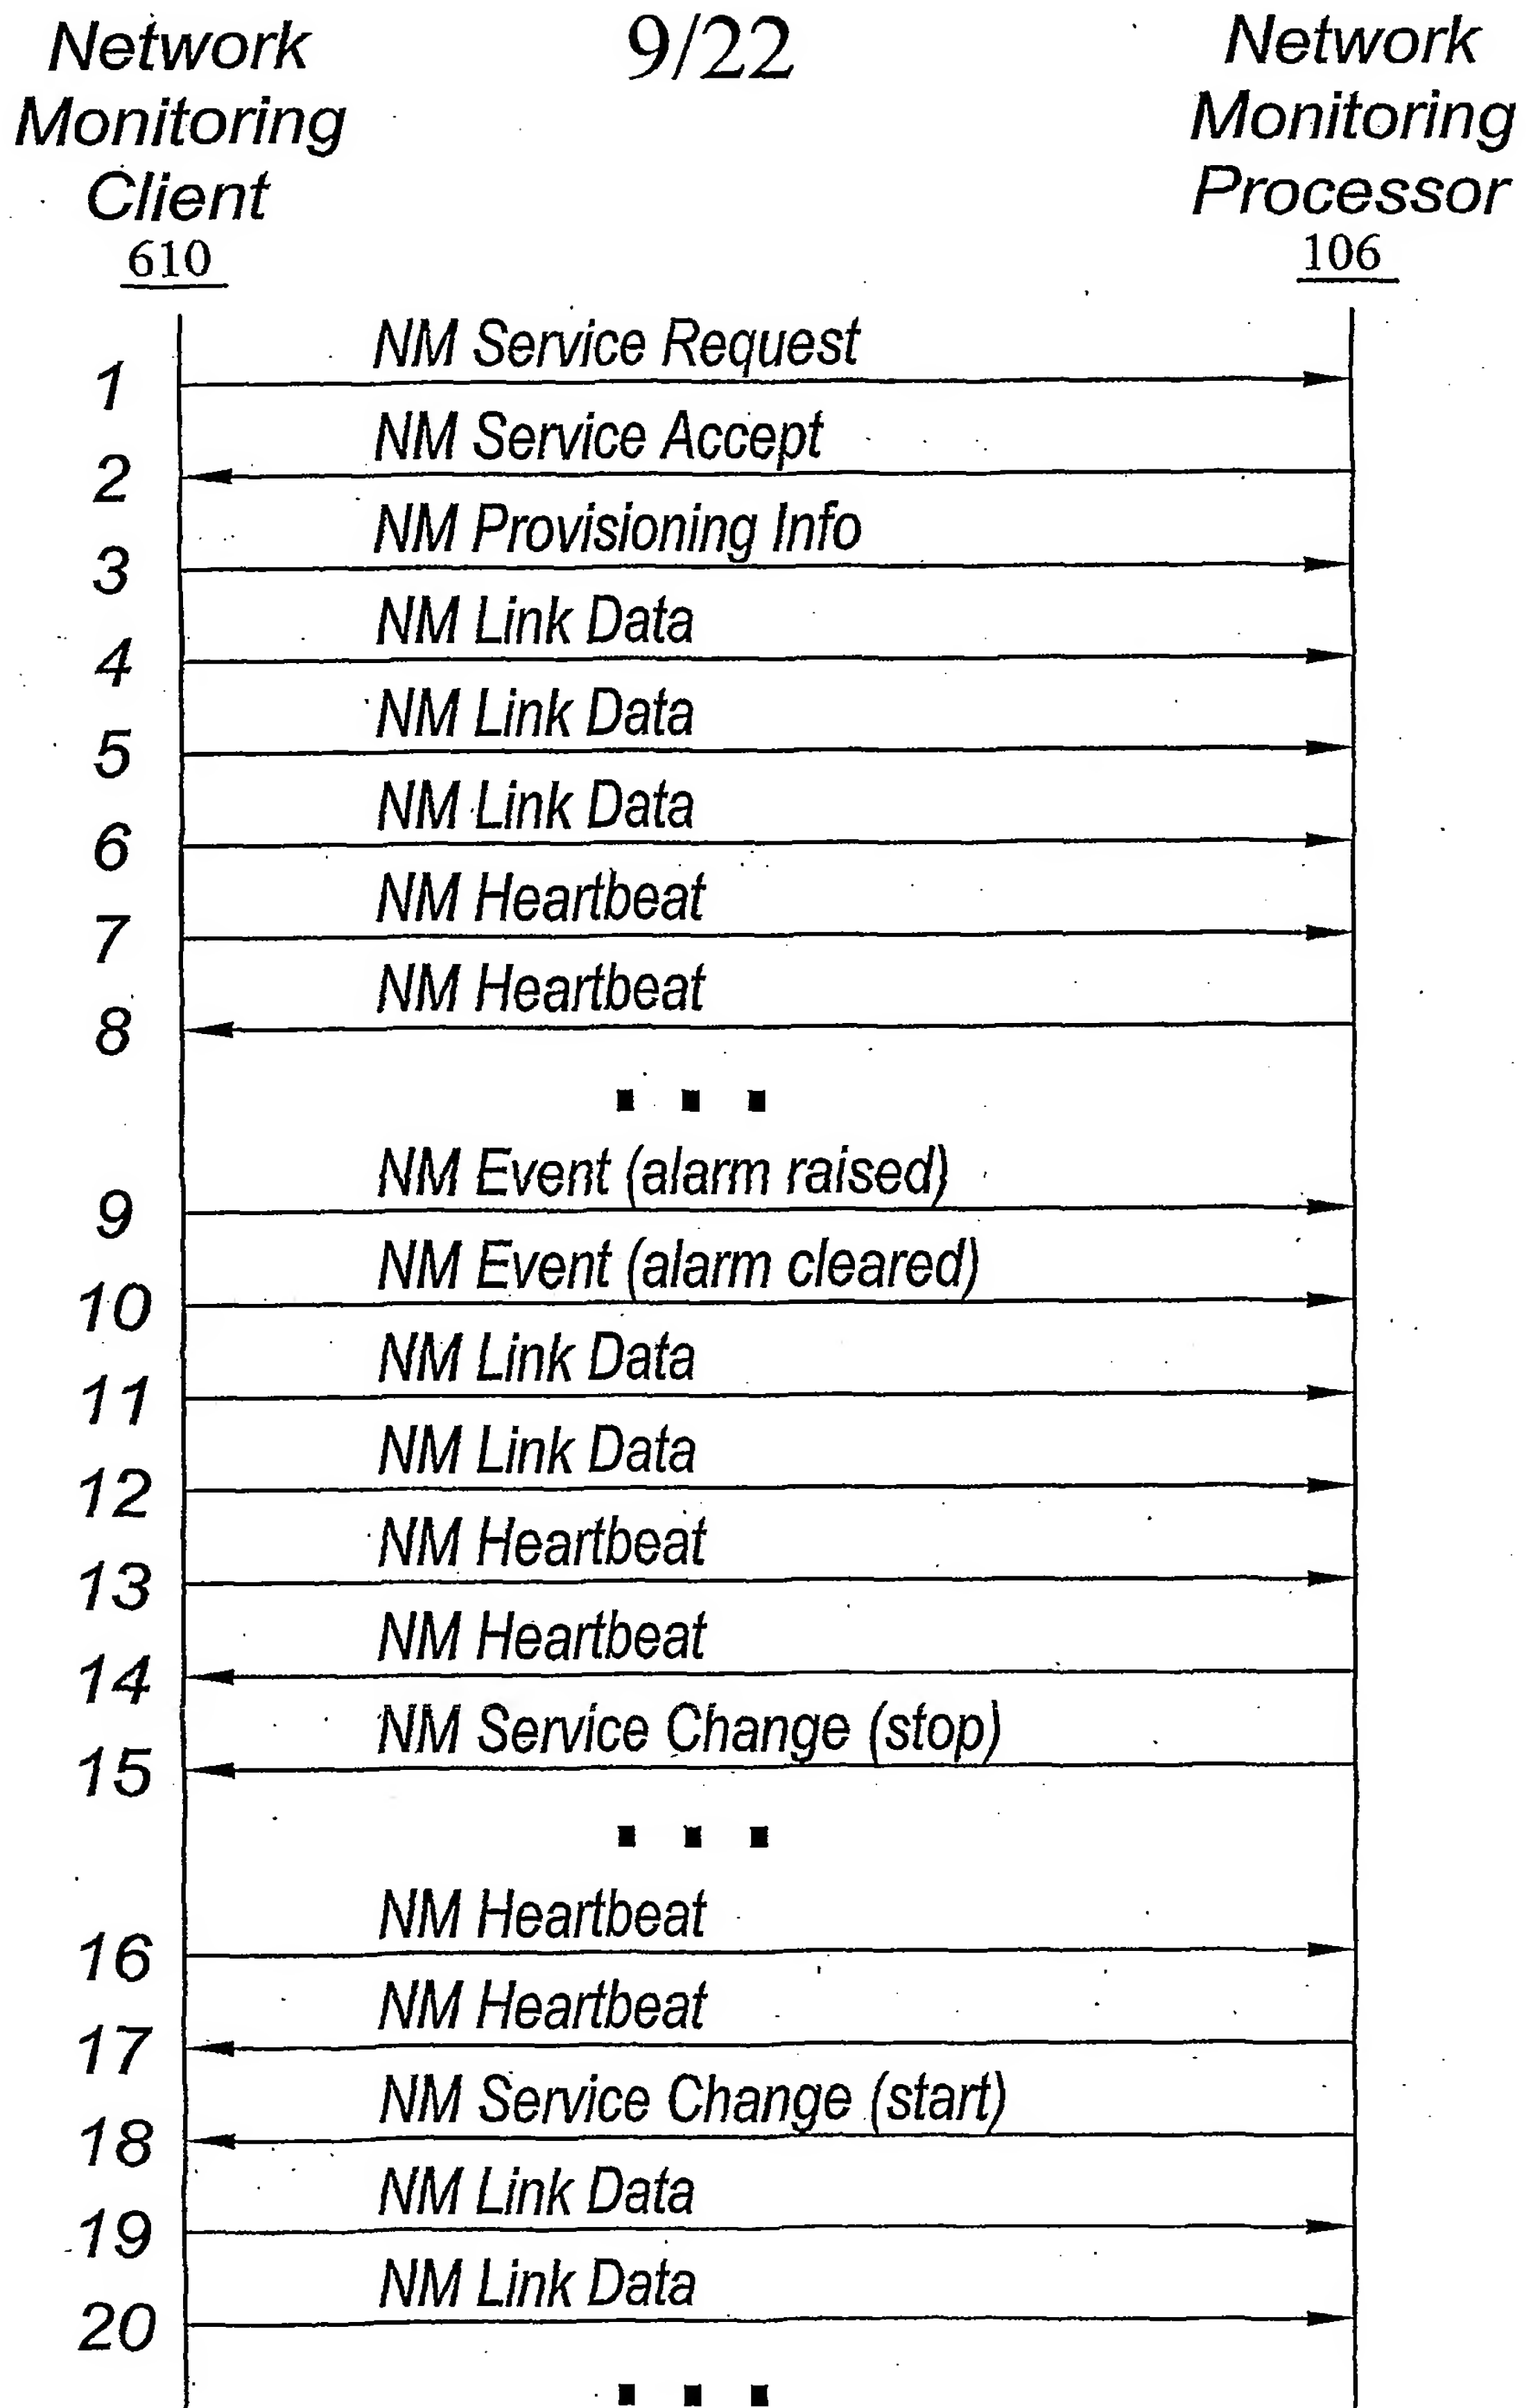 9/22
Network
Monitoring
Client
610
Network
Monitoring
Processor
106
1 NM Service Request
2 NM Service Accept
3 NM Provisioning Info
4 NM Link Data
5 NM Link Data
6 NM Link Data
7 NM Heartbeat
8 NM Heartbeat
9 NM Event (alarm raised)
10 NM Event (alarm cleared)
11 NM Link Data
12 NM Link Data
13 NM Heartbeat
14 NM Heartbeat
15 NM Service Change (stop)
16 NM Heartbeat
17 NM Heartbeat
18 NM Service Change (start)
19 NM Link Data
20 NM Link Data